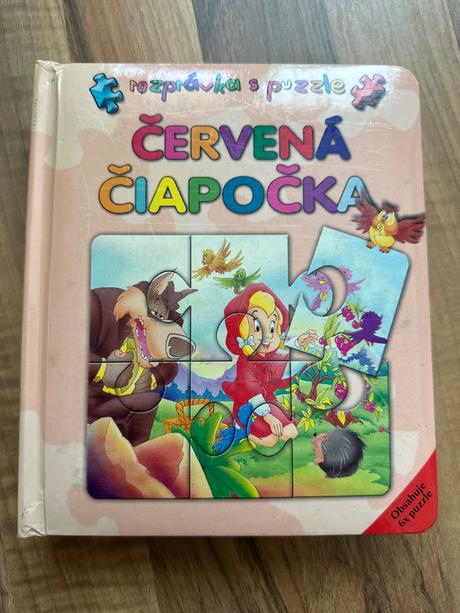 rozprávka s puzzle
ČERVENÁ
ČIAPOČKA
Obsahuje
6x puzzle